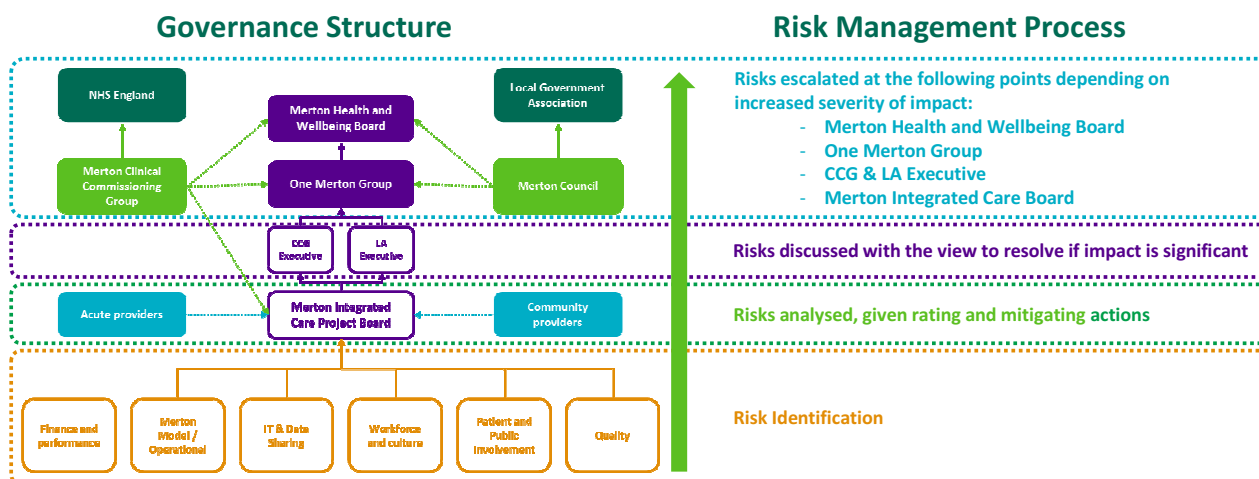 Governance Structure
Risk Management Process
NHS England
Local Government
Association
Merton Health and
Wellbeing Board
Merton Clinical
Commissioning
Group
One Merton Group
Merton Council
Risks escalated at the following points depending on
increased severity of impact:
- Merton Health and Wellbeing Board
- One Merton Group
- CCG & LA Executive
- Merton Integrated Care Board
CCG
Executive
LA
Executive
Risks discussed with the view to resolve if impact is significant
Acute providers
Merton Integrated
Care Project Board
Community
providers
Risks analysed, given rating and mitigating actions
Finance and
performance
Merton
Model /
Operational
IT & Data
Sharing
Workforce
and culture
Patient and
Public
Involvement
Quality
Risk Identification